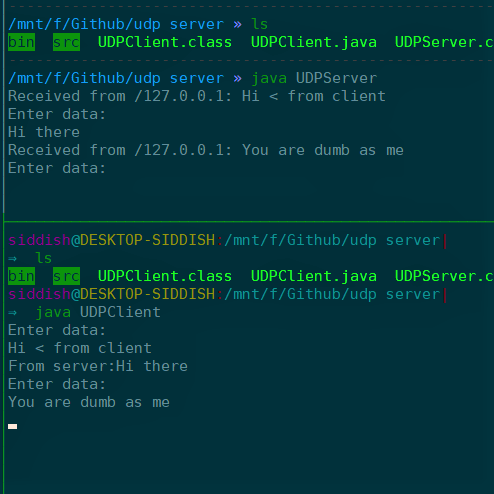 /mnt/f/Github/udp server » ls
bin src UDPClient.class UDPClient.java UDPServer.c
/mnt/f/Github/udp server » java UDPServer
Received from /127.0.0.1: Hi < from client
Enter data:
Hi there
Received from /127.0.0.1: You are dumb as me
Enter data:
siddish@DESKTOP-SIDDISH:/mnt/f/Github/udp server|
⇒ ls
bin src UDPClient.class UDPClient.java UDPServer.c
siddish@DESKTOP-SIDDISH:/mnt/f/Github/udp server|
⇒ java UDPClient
Enter data:
Hi < from client
From server:Hi there
Enter data:
You are dumb as me